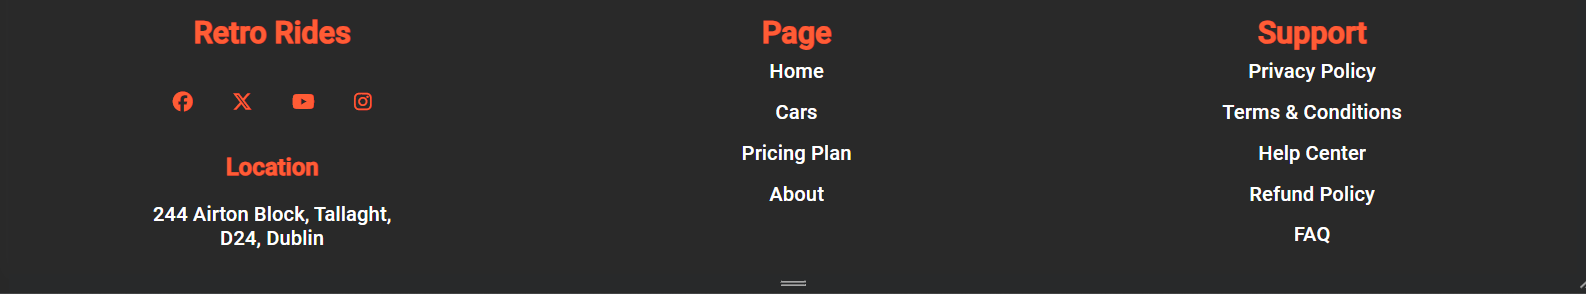 Retro Rides
Location
244 Airton Block, Tallaght,
D24, Dublin
Page
Home
Cars
Pricing Plan
About
Support
Privacy Policy
Terms & Conditions
Help Center
Refund Policy
FAQ